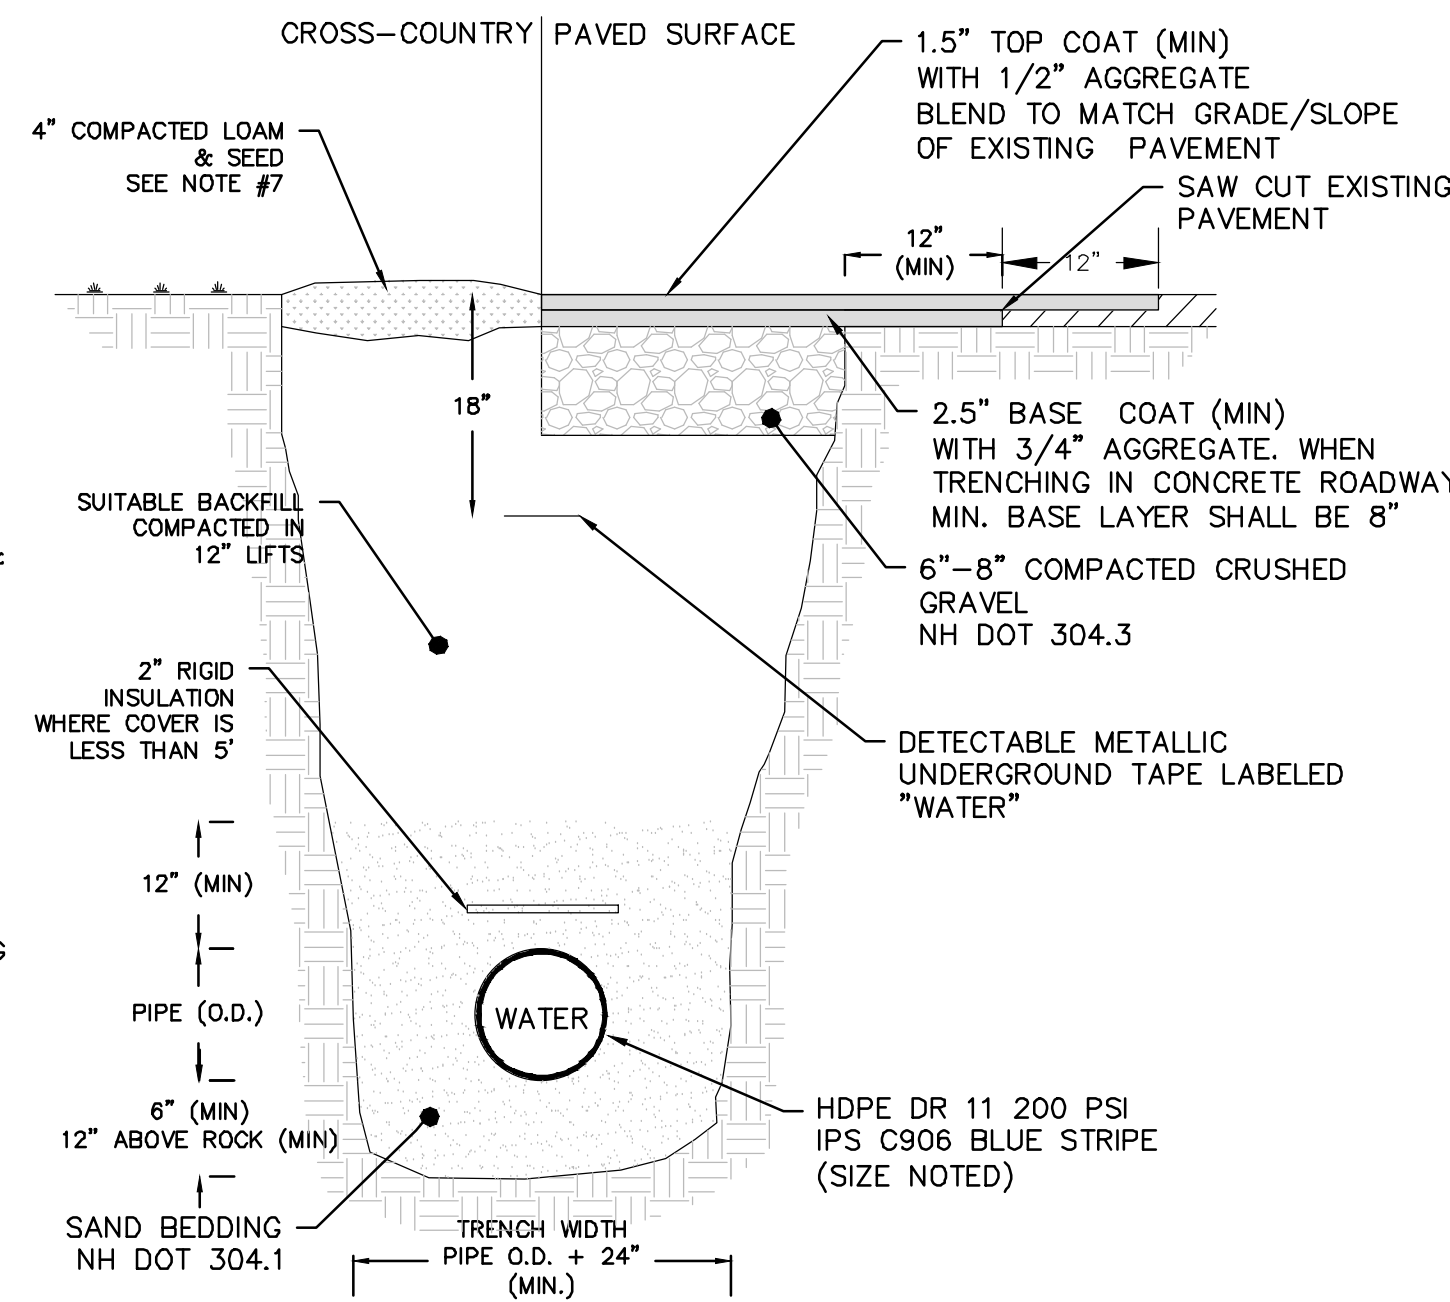 CROSS-COUNTRY
PAVED SURFACE
1.5" TOP COAT (MIN)
WITH 1/2" AGGREGATE
BLEND TO MATCH GRADE/SLOPE
OF EXISTING PAVEMENT
4" COMPACTED LOAM
& SEED
SEE NOTE #7
SAW CUT EXISTING
PAVEMENT
12"
(MIN)
12"
18"
2.5" BASE COAT (MIN)
WITH 3/4" AGGREGATE. WHEN
TRENCHING IN CONCRETE ROADWAY
MIN. BASE LAYER SHALL BE 8"
SUITABLE BACKFILL
COMPACTED IN
12" LIFTS
6"-8" COMPACTED CRUSHED
GRAVEL
NH DOT 304.3
2" RIGID
INSULATION
WHERE COVER IS
LESS THAN 5'
DETECTABLE METALLIC
UNDERGROUND TAPE LABELED
"WATER"
12" (MIN)
PIPE (O.D.)
WATER
6" (MIN)
12" ABOVE ROCK (MIN)
HDPE DR 11 200 PSI
IPS C906 BLUE STRIPE
(SIZE NOTED)
SAND BEDDING
NH DOT 304.1
TRENCH WIDTH
PIPE O.D. + 24"
(MIN.)